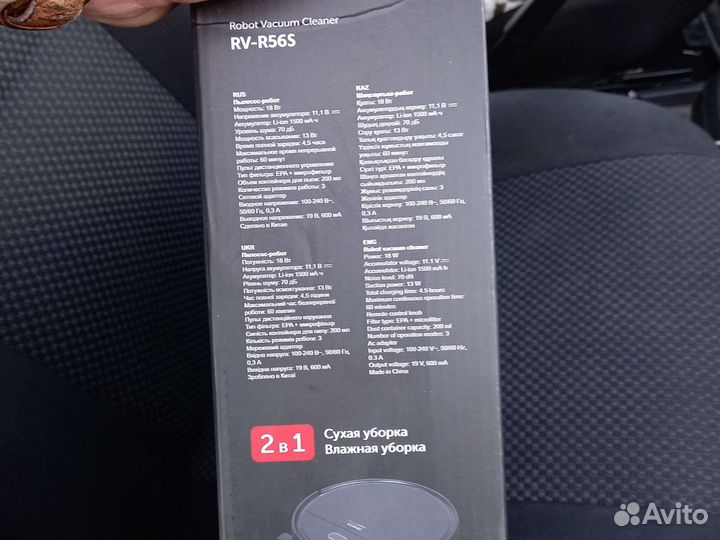 Robot Vacuum Cleaner
RV-R56S
RUS
Пылесос-робот
Мощность: 18 Вт
Напряжение аккумулятора: 11,1 В
Аккумулятор: Li-ion 1500 мА·ч
Уровень шума: 70 дБ
Мощность всасывания: 13 Вт
Время полной зарядки: 4,5 часа
Максимальное время непрерывной
работы: 60 минут
Пульт дистанционного управления
Тип фильтра: EPA + микрофильтр
Объем контейнера для пыли: 200 мл
Количество режимов работы: 3
Сетевой адаптер
Входное напряжение: 100-240 В~,
50/60 Гц, 0,3 А
Выходное напряжение: 19 В, 600 мА
Сделано в Китае
KAZ
Шаңсорғыш-робот
Қуаты: 18 Вт
Аккумулятордың кернеу: 11,1 В
Аккумулятор: Li-ion 1500 мА·ч
Шудың деңгейі: 70 дБ
Сору қуаты: 13 Вт
Толық қуаттандыру уақыты: 4,5 сағат
Үздіксіз жұмыстың максималды
уақыты: 60 минут
Қашықтықтан басқару құралы
Сүзгі түрі: EPA + микрофильтр
Шаңға арналған контейнердің
сыйымдылығы: 200 мл
Жұмыс режимдерінің саны: 3
Желілік адаптер
Кірістік кернеу: 100-240 В~, 50/60 Гц,
0,3 А
Шығыстық кернеу: 19 В, 600 мА
Қытайда жасалған
UKR
Пилосос-робот
Потужність: 18 Вт
Напруга акумулятора: 11,1 В
Акумулятор: Li-ion 1500 мА·ч
Рівень шуму: 70 дБ
Потужність всмоктування: 13 Вт
Час повної зарядки: 4,5 години
Максимальний час безперервної
роботи: 60 хвилин
Пульт дистанційного керування
Тип фільтра: EPA + мікрофільтр
Ємність контейнера для пилу: 200 мл
Кількість режимів роботи: 3
Мережевий адаптер
Вхідна напруга: 100-240 В~, 50/60 Гц,
0,3 А
Вихідна напруга: 19 В, 600 мА
Зроблено в Китаї
ENG
Robot vacuum cleaner
Power: 18 W
Accumulator voltage: 11.1 V
Accumulator: Li-ion 1500 mA·h
Noise level: 70 dB
Suction power: 13 W
Total charging time: 4.5 hours
Maximum continuous operation time:
60 minutes
Remote control knob
Filter type: EPA + microfilter
Dust container capacity: 200 ml
Number of operation modes: 3
Ac adapter
Input voltage: 100-240 V~, 50/60 Hz,
0.3 A
Output voltage: 19 V, 600 mA
Made in China
2 в 1
Сухая уборка
Влажная уборка
Avito